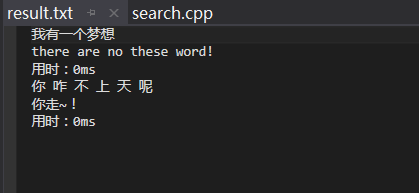 result.txt
search.cpp
我有一个梦想
there are no these word!
用时：0ms
你 咋 不 上 天 呢
你走~！
用时：0ms